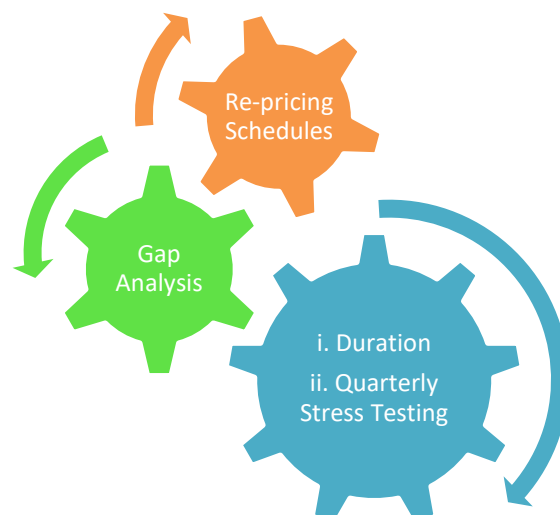 Re-pricing
Schedules
Gap
Analysis
i. Duration
ii. Quarterly
Stress Testing